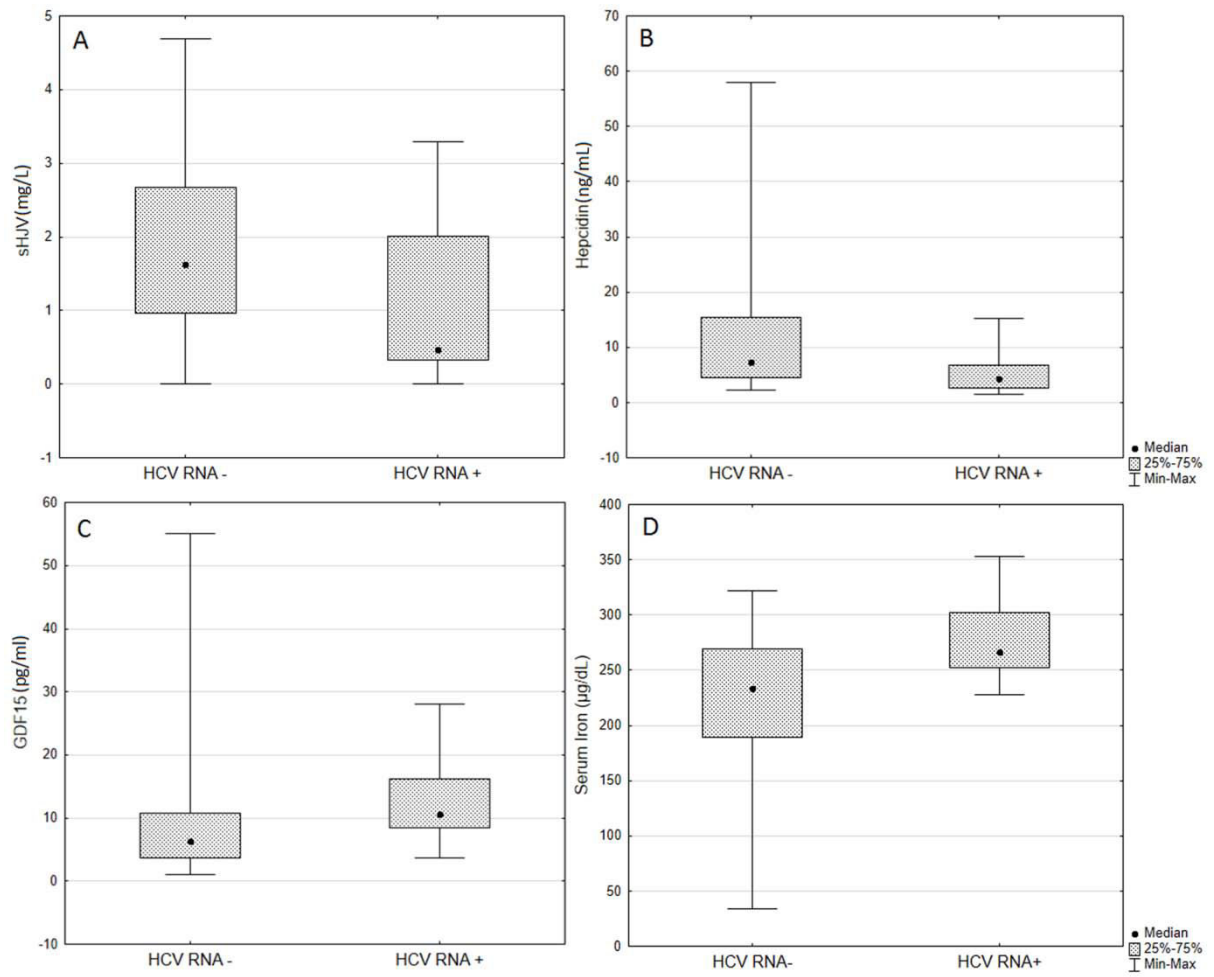 A
sHJV(mg/L)
5
4
3
2
1
0
-1
HCV RNA -
HCV RNA +
B
Hepcidin(ng/mL)
70
60
50
40
30
20
10
0
-10
HCV RNA -
HCV RNA +
Median
25%-75%
Min-Max
C
GDF15(pg/ml)
60
50
40
30
20
10
0
-10
HCV RNA -
HCV RNA +
D
Serum Iron (µg/dL)
400
350
300
250
200
150
100
50
0
HCV RNA-
HCV RNA+
Median
25%-75%
Min-Max